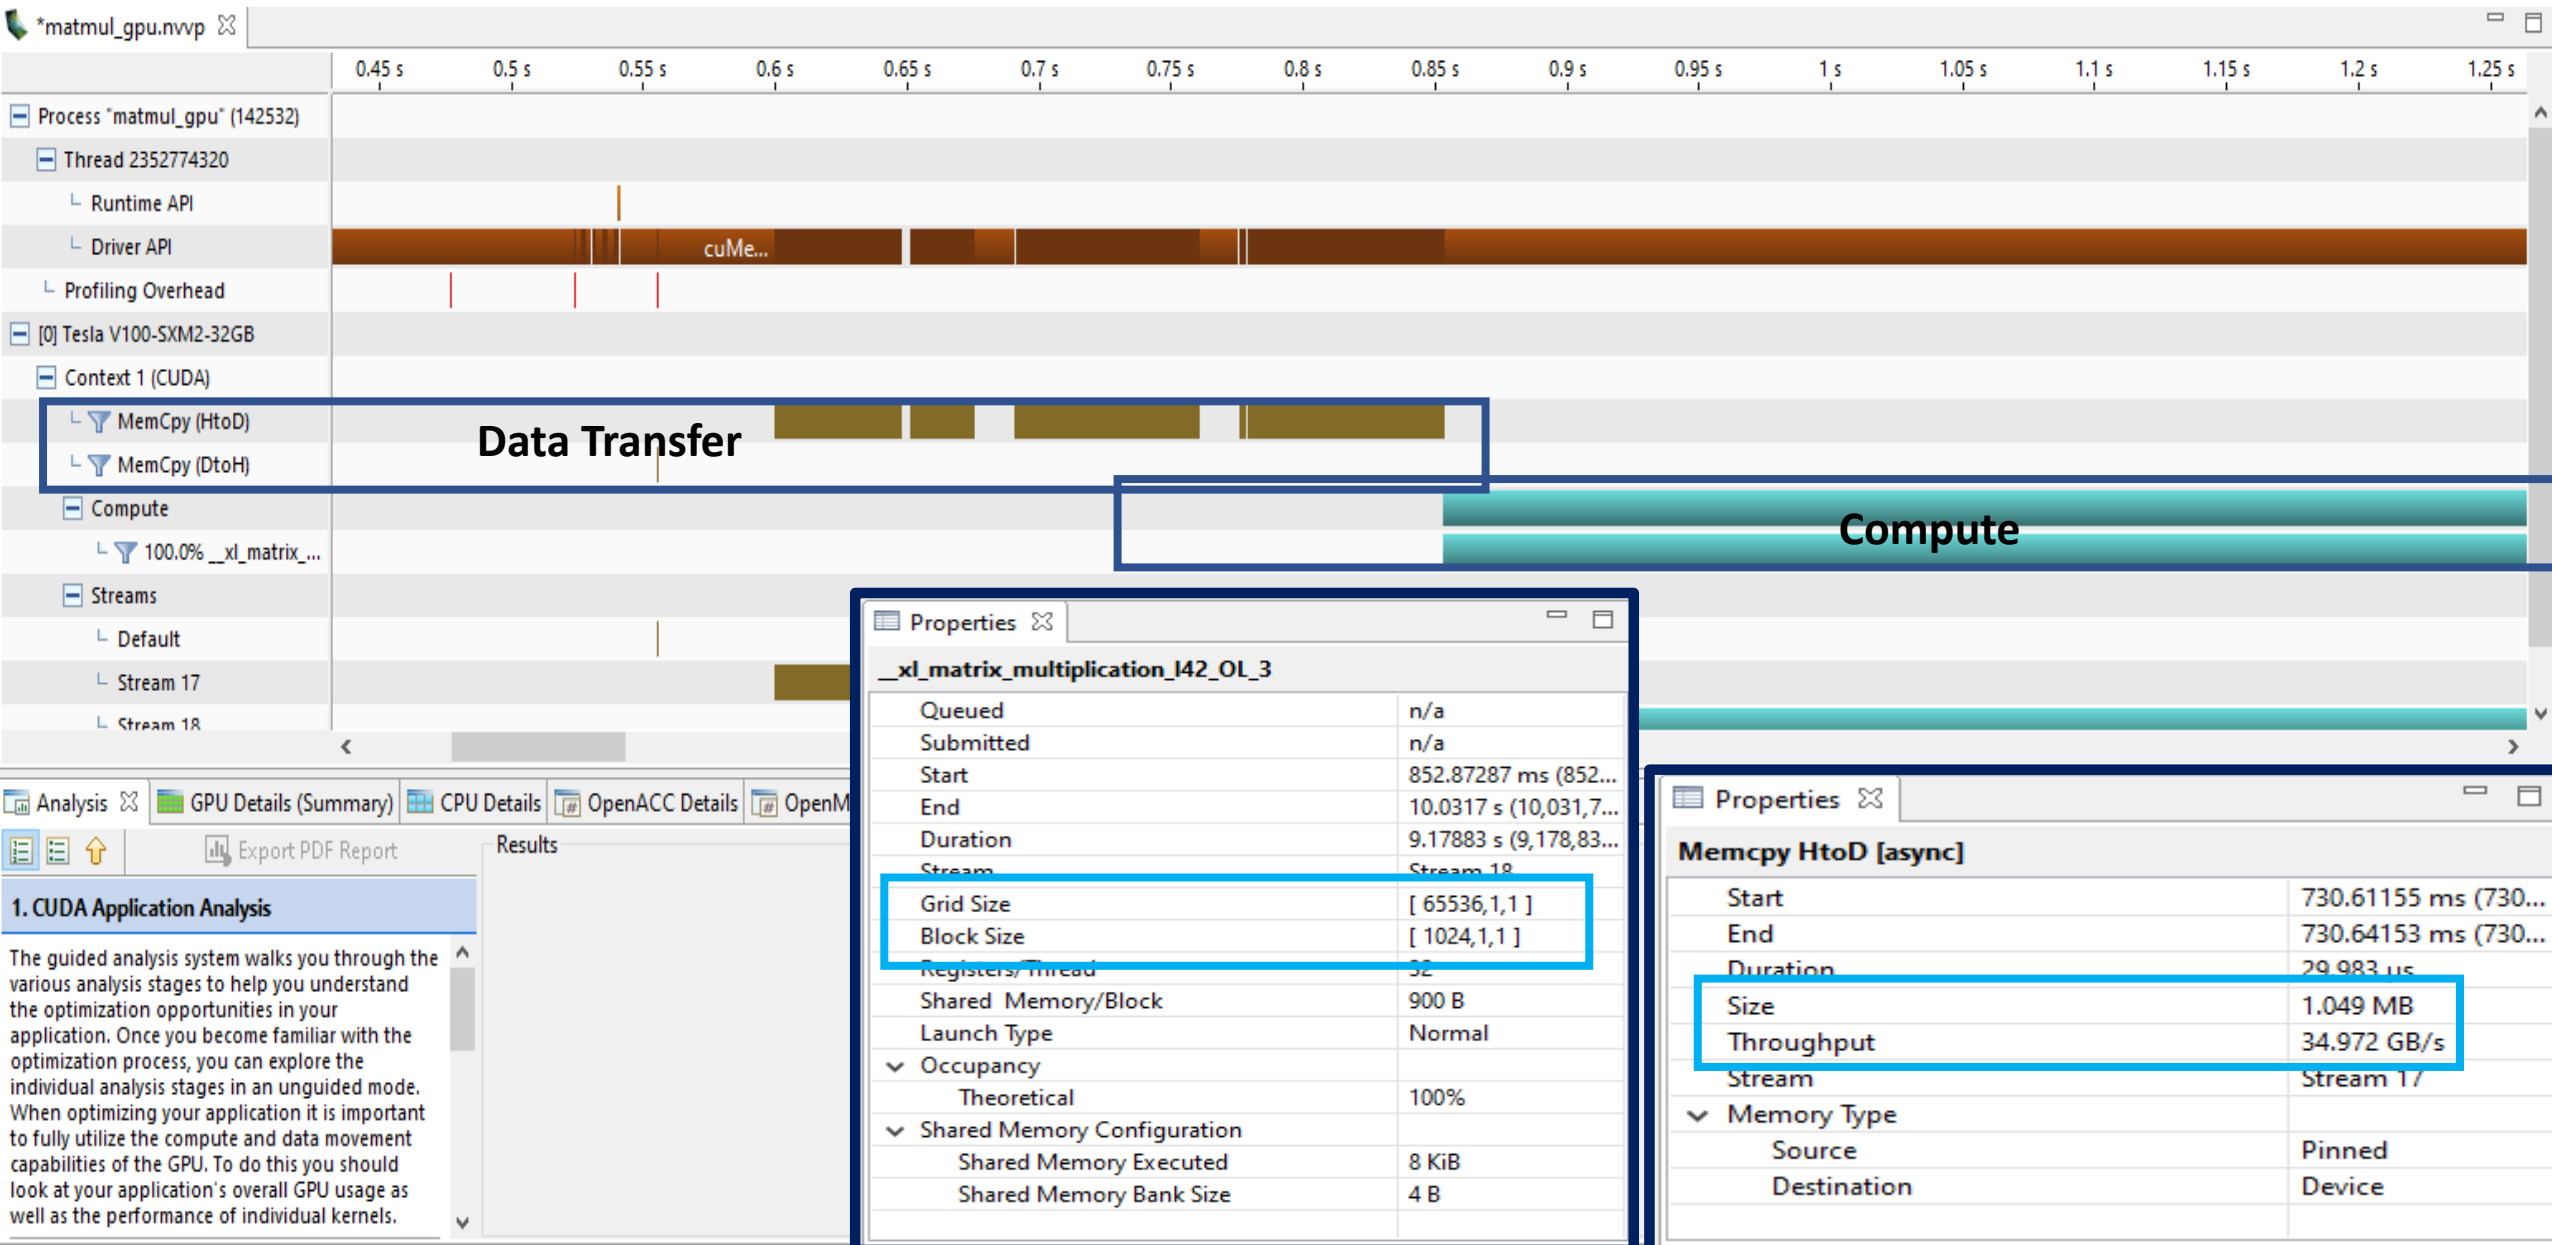 *matmul_gpu.nvvp
0.45 s 0.5 s 0.55 s 0.6 s 0.65 s 0.7 s 0.75 s 0.8 s 0.85 s 0.9 s 0.95 s 1 s 1.05 s 1.1 s 1.15 s 1.2 s 1.25 s
Process "matmul_gpu" (142532)
Thread 2352774320
Runtime API
Driver API
cuMe...
Profiling Overhead
[0] Tesla V100-SXM2-32GB
Context 1 (CUDA)
MemCpy (HtoD)
Data Transfer
MemCpy (DtoH)
Compute
Compute
100.0% __xl_matrix_...
Streams
Default
Stream 17
Stream 18
Analysis
GPU Details (Summary)
CPU Details
OpenACC Details
OpenM
Export PDF Report
Results
1. CUDA Application Analysis
The guided analysis system walks you through the
various analysis stages to help you understand
the optimization opportunities in your
application. Once you become familiar with the
optimization process, you can explore the
individual analysis stages in an unguided mode.
When optimizing your application it is important
to fully utilize the compute and data movement
capabilities of the GPU. To do this you should
look at your application's overall GPU usage as
well as the performance of individual kernels.
Properties
__xl_matrix_multiplication_l42_OL_3
Queued n/a
Submitted n/a
Start 852.87287 ms (852...
End 10.0317 s (10,031,7...
Duration 9.17883 s (9,178,83...
Stream Stream 18
Grid Size [ 65536,1,1 ]
Block Size [ 1024,1,1 ]
Registers/Thread 32
Shared Memory/Block 900 B
Launch Type Normal
Occupancy
Theoretical 100%
Shared Memory Configuration
Shared Memory Executed 8 KiB
Shared Memory Bank Size 4 B
Properties
Memcpy HtoD [async]
Start 730.61155 ms (730...
End 730.64153 ms (730...
Duration 29.983 µs
Size 1.049 MB
Throughput 34.972 GB/s
Stream Stream 17
Memory Type
Source Pinned
Destination Device